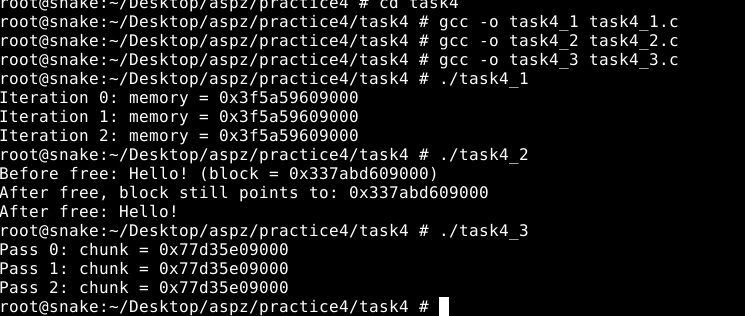 root@snake:~/Desktop/aspz/practice4 # cd task4
root@snake:~/Desktop/aspz/practice4/task4 # gcc -o task4_1 task4_1.c
root@snake:~/Desktop/aspz/practice4/task4 # gcc -o task4_2 task4_2.c
root@snake:~/Desktop/aspz/practice4/task4 # gcc -o task4_3 task4_3.c
root@snake:~/Desktop/aspz/practice4/task4 # ./task4_1
Iteration 0: memory = 0x3f5a59609000
Iteration 1: memory = 0x3f5a59609000
Iteration 2: memory = 0x3f5a59609000
root@snake:~/Desktop/aspz/practice4/task4 # ./task4_2
Before free: Hello! (block = 0x337abd609000)
After free, block still points to: 0x337abd609000
After free: Hello!
root@snake:~/Desktop/aspz/practice4/task4 # ./task4_3
Pass 0: chunk = 0x77d35e09000
Pass 1: chunk = 0x77d35e09000
Pass 2: chunk = 0x77d35e09000
root@snake:~/Desktop/aspz/practice4/task4 #